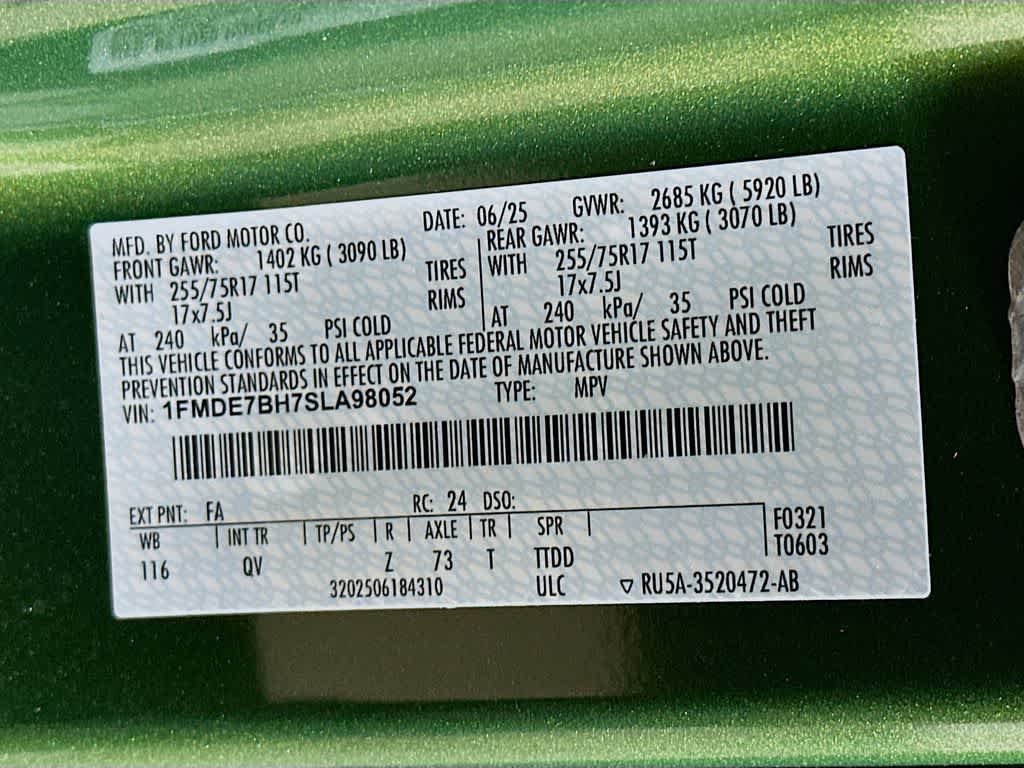 MFD. BY FORD MOTOR CO. DATE: 06/25 GVWR: 2685 KG ( 5920 LB)
FRONT GAWR: 1402 KG ( 3090 LB) REAR GAWR: 1393 KG ( 3070 LB)
WITH 255/75R17 115T TIRES WITH 255/75R17 115T TIRES
17x7.5J RIMS 17x7.5J RIMS
AT 240 kPa/ 35 PSI COLD AT 240 kPa/ 35 PSI COLD
THIS VEHICLE CONFORMS TO ALL APPLICABLE FEDERAL MOTOR VEHICLE SAFETY AND THEFT
PREVENTION STANDARDS IN EFFECT ON THE DATE OF MANUFACTURE SHOWN ABOVE.
VIN: 1FMDE7BH7SLA98052 TYPE: MPV
EXT PNT: FA RC: 24 DSO:
WB INT TR TP/PS R AXLE TR SPR F0321
T0603
116 QV Z 73 T TTDD
3202506184310 ULC ▽ RU5A-3520472-AB